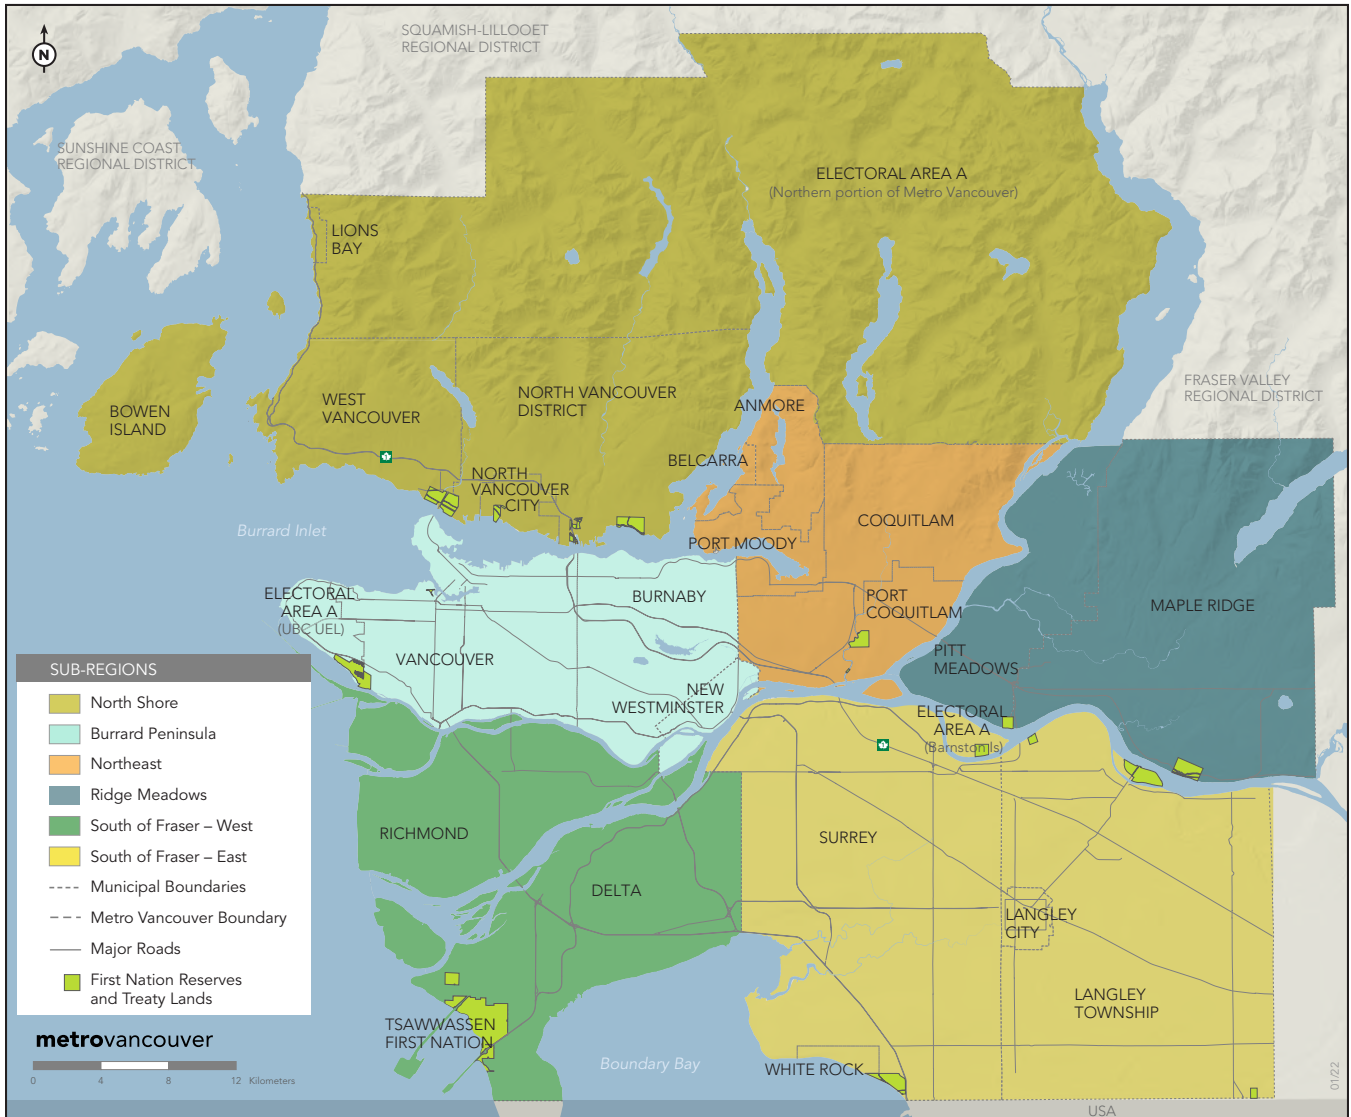 SQUAMISH-LILLOOET
REGIONAL DISTRICT
N
SUNSHINE COAST
REGIONAL DISTRICT
ELECTORAL AREA A
(Northern portion of Metro Vancouver)
LIONS
BAY
FRASER VALLEY
REGIONAL DISTRICT
BOWEN
ISLAND
WEST
VANCOUVER
NORTH VANCOUVER
DISTRICT
ANMORE
BELCARRA
1
NORTH
VANCOUVER
CITY
COQUITLAM
Burrard Inlet
PORT MOODY
ELECTORAL
AREA A
(UBC UEL)
BURNABY
PORT
COQUITLAM
MAPLE RIDGE
VANCOUVER
PITT
MEADOWS
NEW
WESTMINSTER
ELECTORAL
AREA A
(Barnston Is)
1
SUB-REGIONS
North Shore
Burrard Peninsula
Northeast
Ridge Meadows
South of Fraser – West
South of Fraser – East
Municipal Boundaries
Metro Vancouver Boundary
Major Roads
First Nation Reserves
and Treaty Lands
RICHMOND
SURREY
DELTA
LANGLEY
CITY
LANGLEY
TOWNSHIP
TSAWWASSEN
FIRST NATION
metrovancouver
Boundary Bay
WHITE ROCK
0 4 8 12 Kilometers
01/22
USA